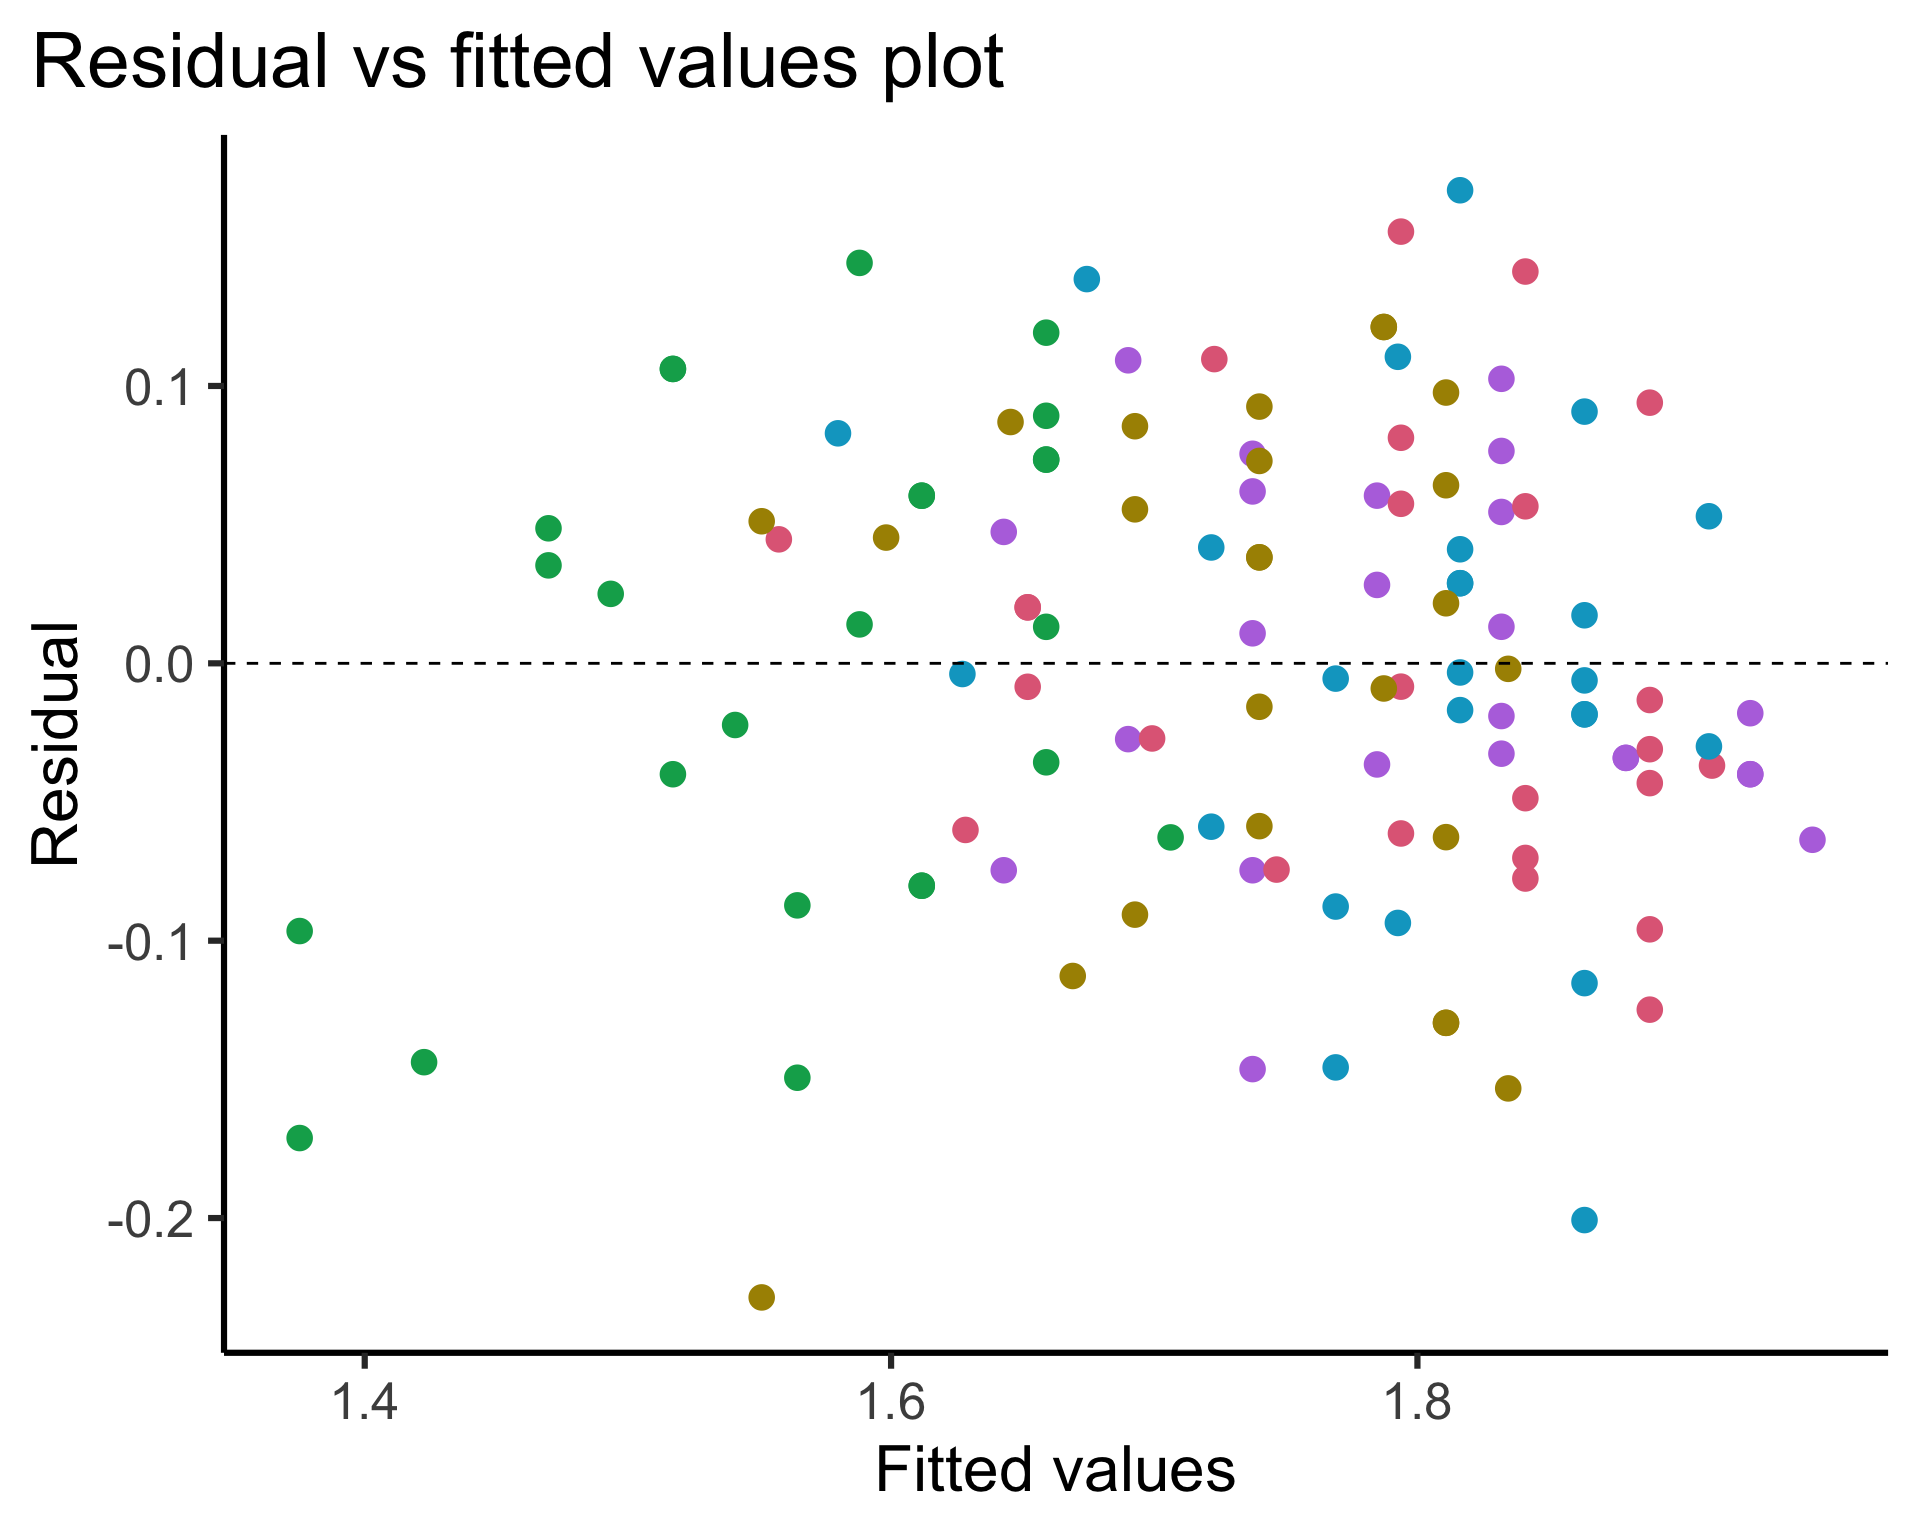 Residual vs fitted values plot
0.1
0.0
-0.1
-0.2
Residual
1.4 1.6 1.8
Fitted values